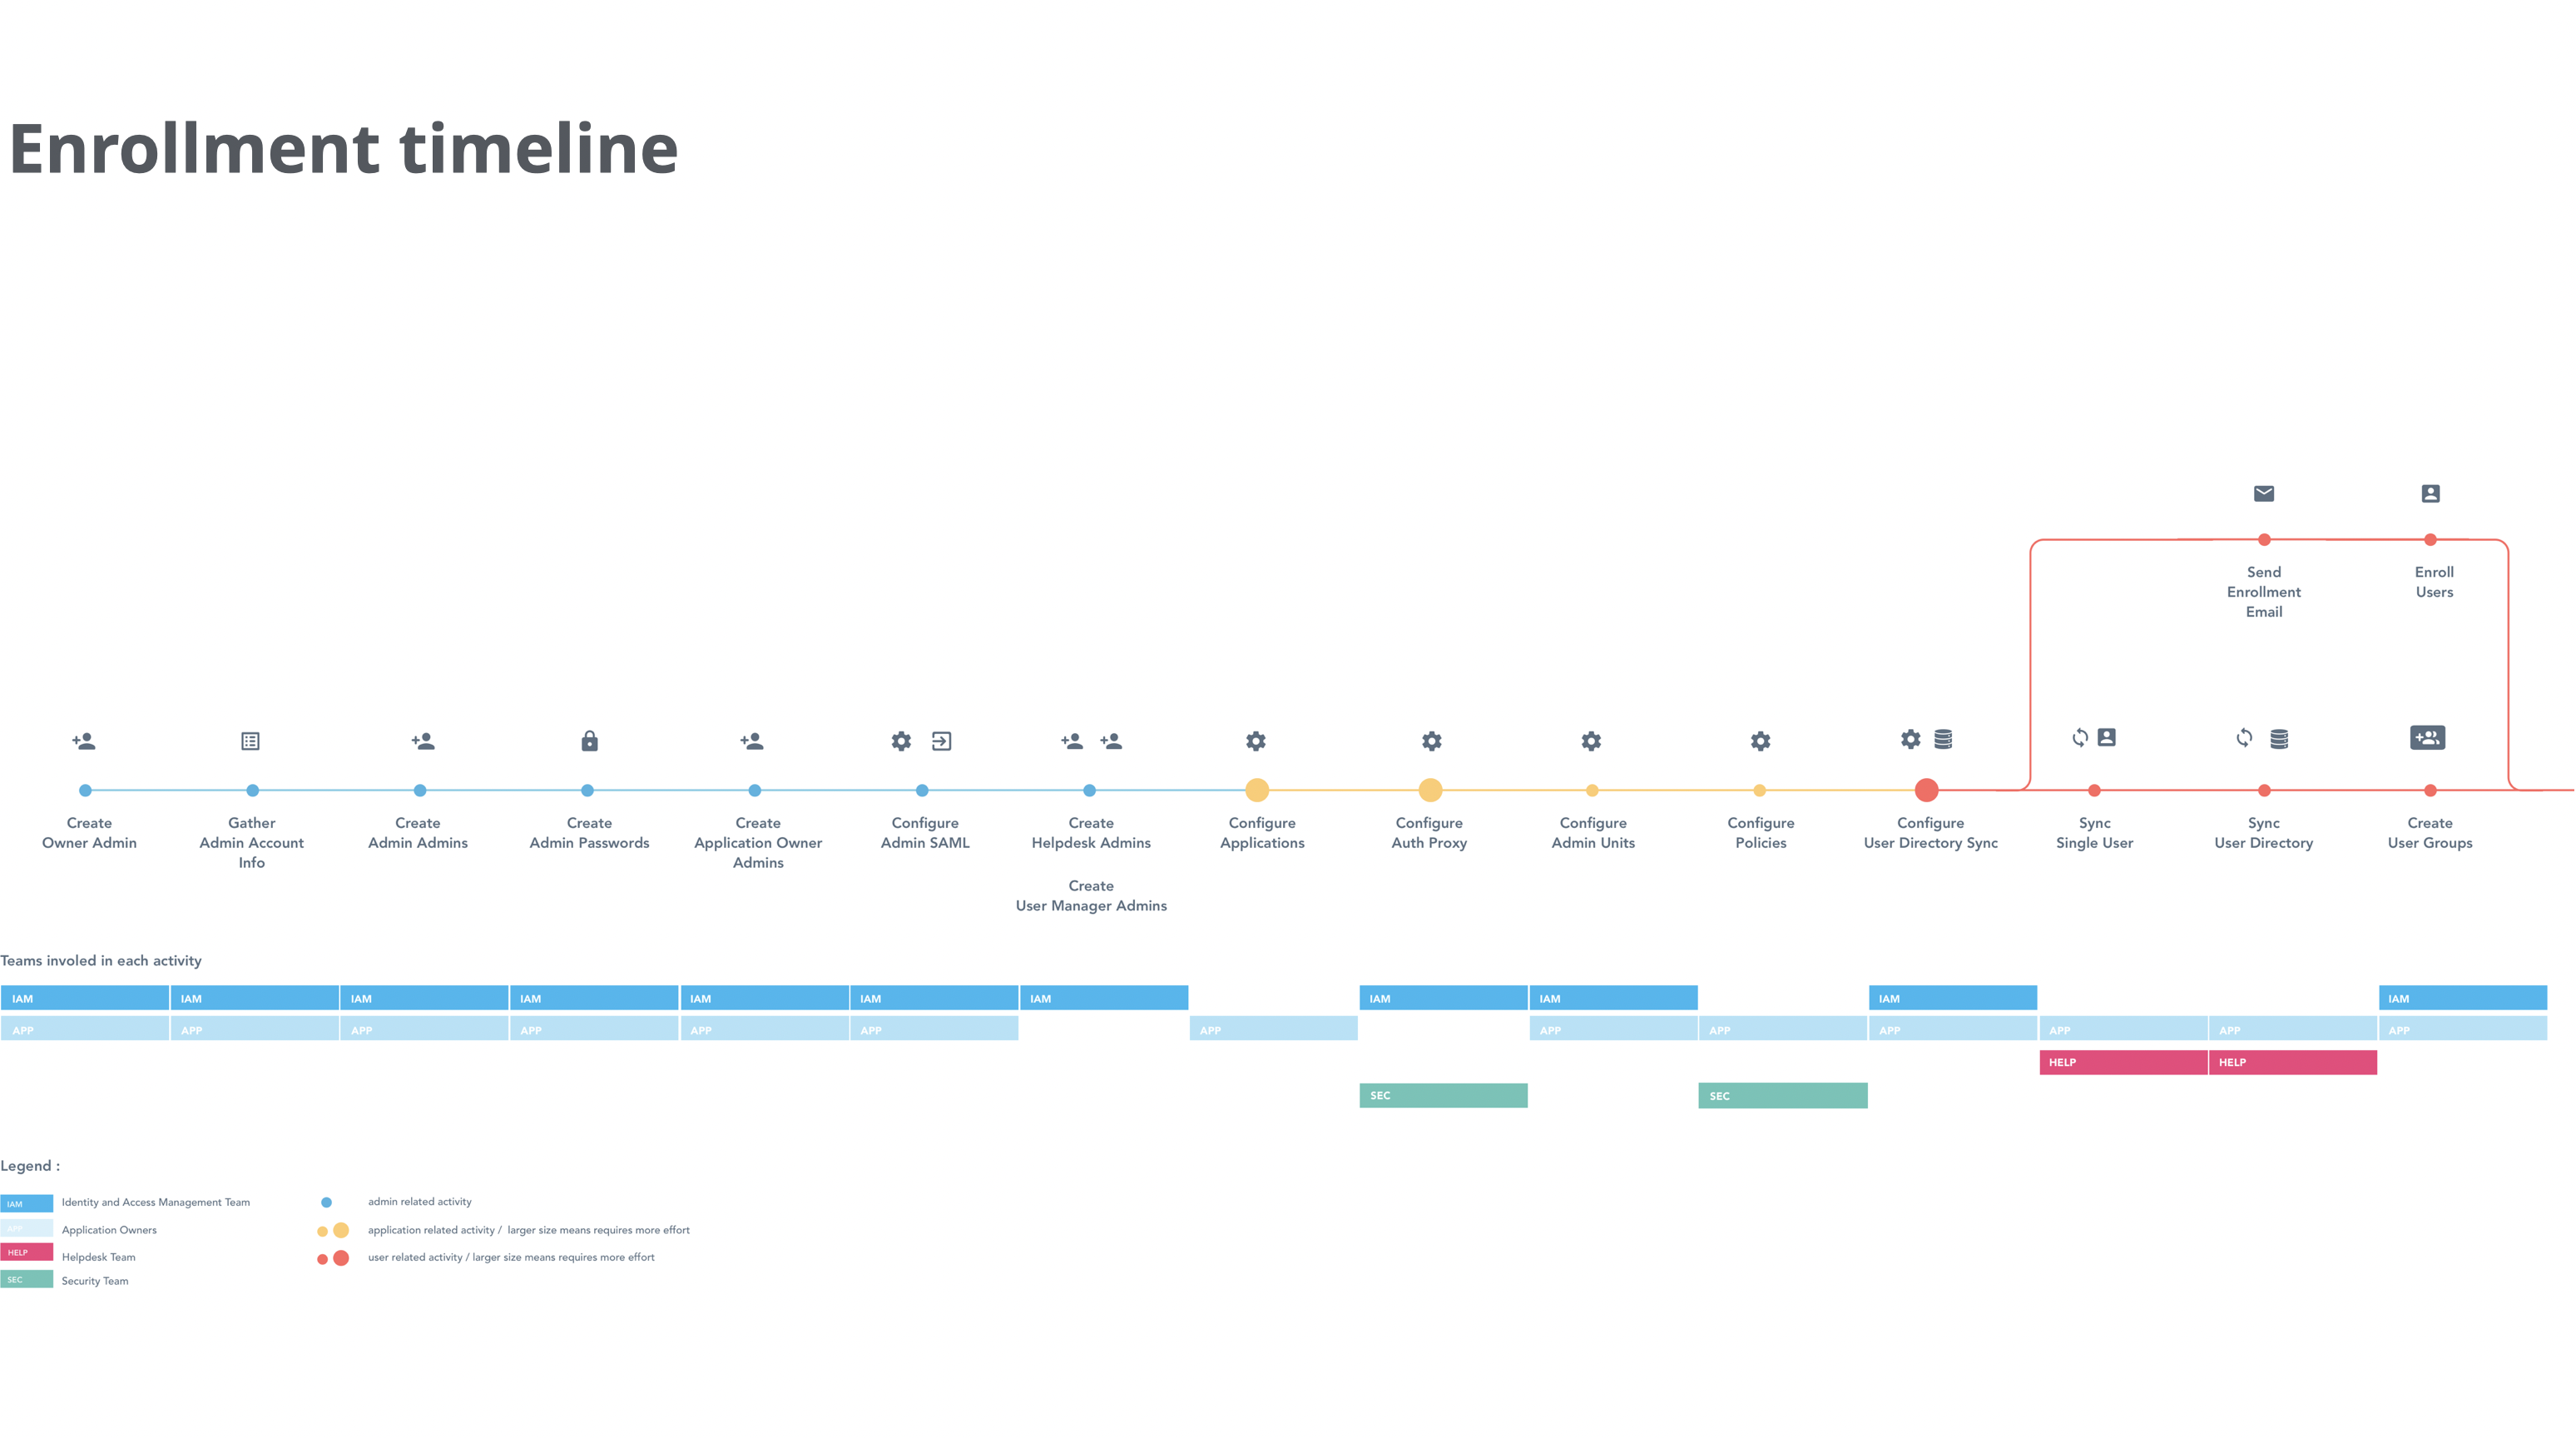 Enrollment timeline
Send
Enrollment
Email
Enroll
Users
Create
Owner Admin
Gather
Admin Account
Info
Create
Admin Admins
Create
Admin Passwords
Create
Application Owner
Admins
Configure
Admin SAML
Create
Helpdesk Admins
Create
User Manager Admins
Configure
Applications
Configure
Auth Proxy
Configure
Admin Units
Configure
Policies
Configure
User Directory Sync
Sync
Single User
Sync
User Directory
Create
User Groups
Teams involed in each activity
IAM IAM IAM IAM IAM IAM IAM IAM IAM IAM IAM
APP APP APP APP APP APP APP APP APP APP APP APP APP
HELP HELP
SEC SEC
Legend :
IAM Identity and Access Management Team
APP Application Owners
HELP Helpdesk Team
SEC Security Team
admin related activity
application related activity / larger size means requires more effort
user related activity / larger size means requires more effort